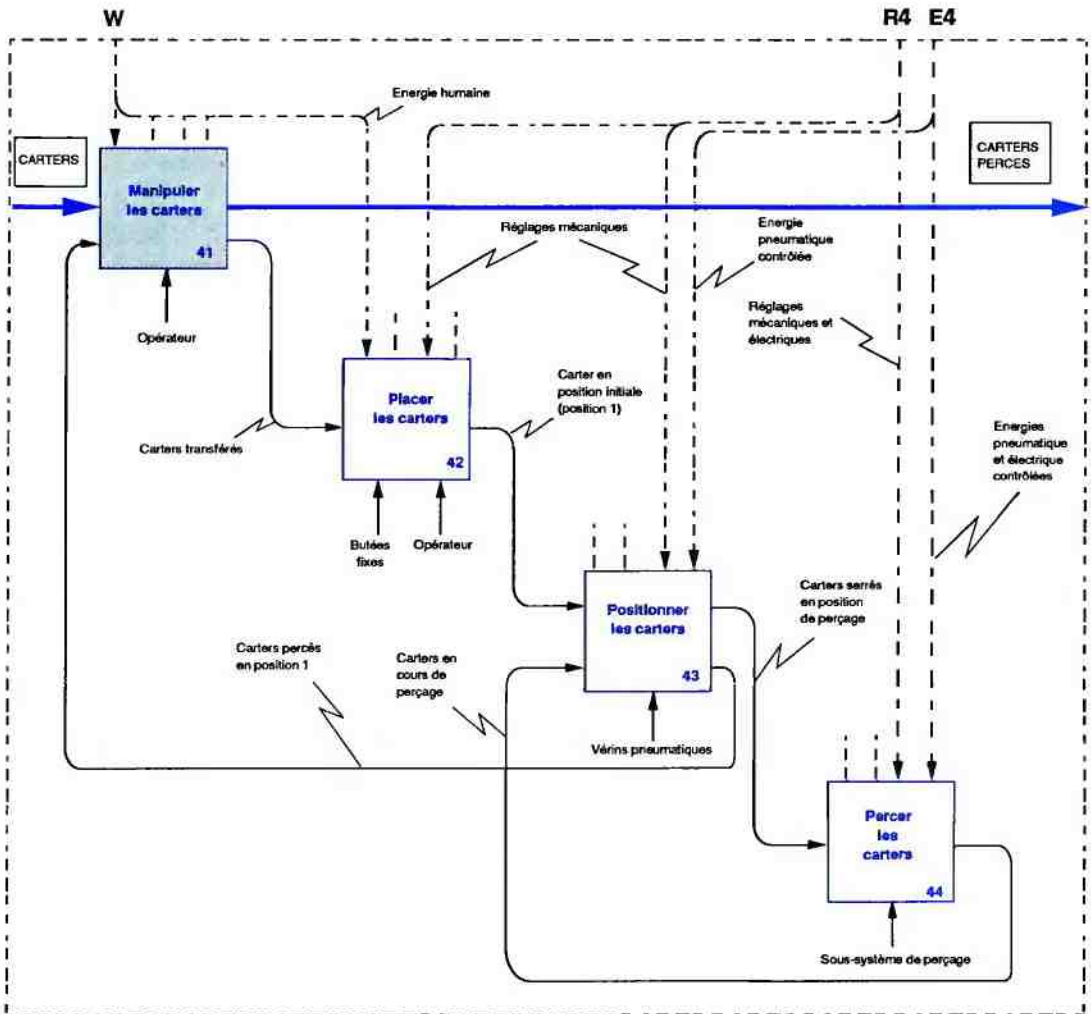 W
R4 E4
Energie humaine
CARTERS
CARTERS
PERCES
Manipuler
les carters
41
Opérateur
Réglages mécaniques
Energie
pneumatique
contrôlée
Réglages
mécaniques et
électriques
Placer
les carters
42
Carter en
position initiale
(position 1)
Carters transférés
Energies
pneumatique
et électrique
contrôlées
Butées
fixes
Opérateur
Positionner
les carters
43
Carters serrés
en position
de perçage
Carters percés
en position 1
Carters en
cours de
perçage
Vérins pneumatiques
Percer
les
carters
44
Sous-système de perçage